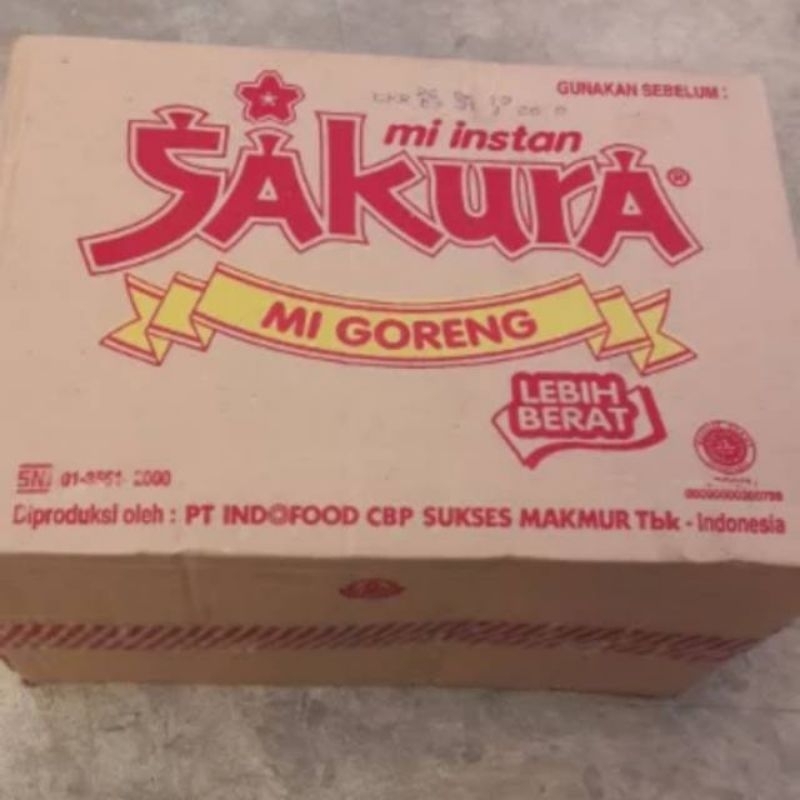 GUNAKAN SEBELUM :
mi instan
SAkurA®
MI GORENG
LEBIH
BERAT
SNI
Diproduksi oleh : PT INDOFOOD CBP SUKSES MAKMUR Tbk - Indonesia